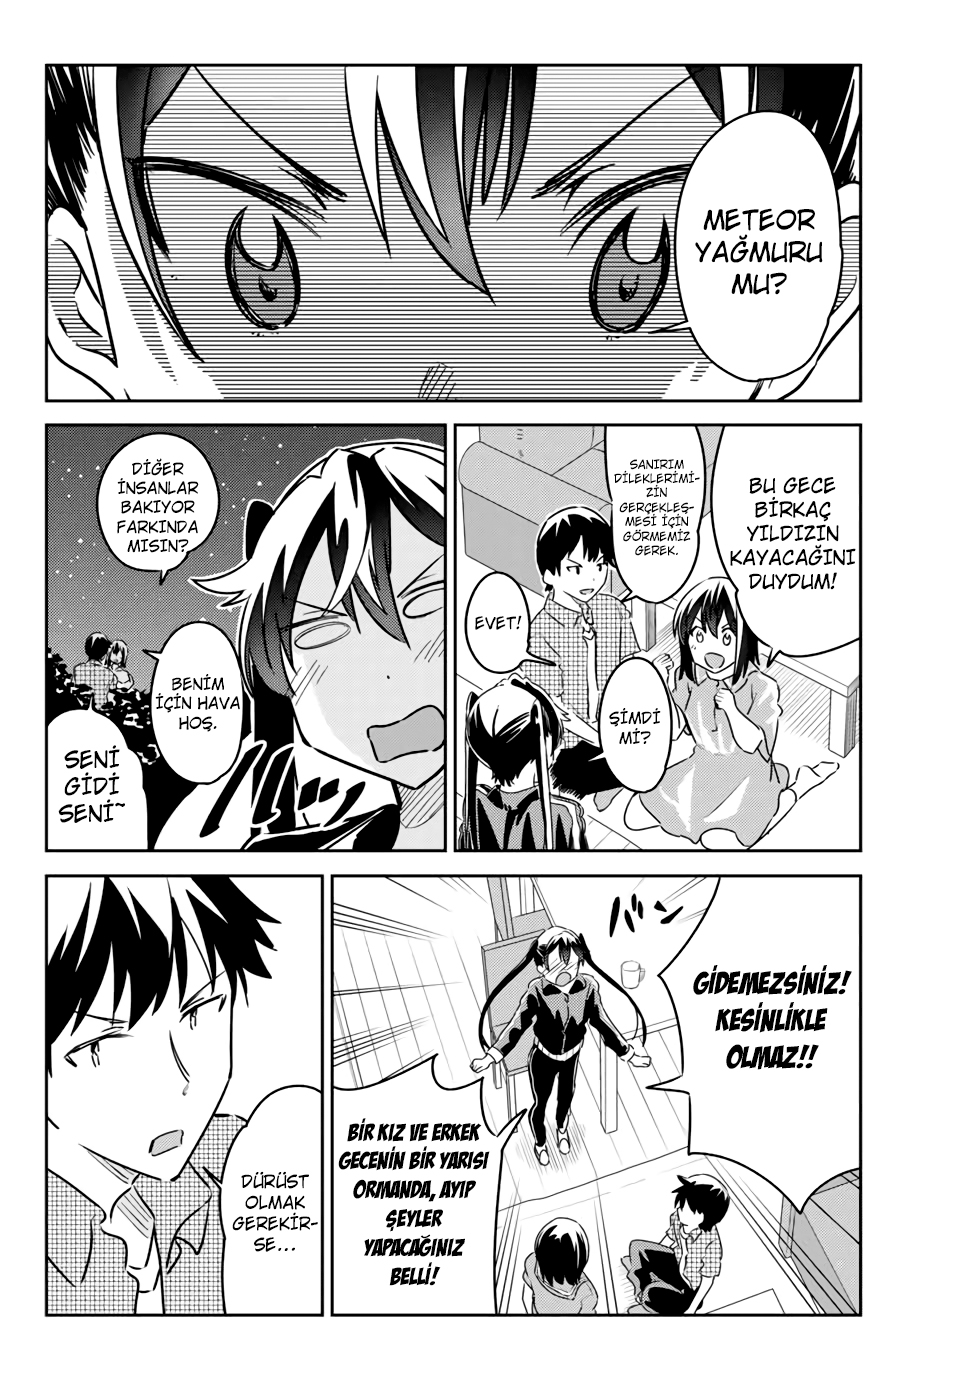 METEOR
YAĞMURU
MU?
BU GECE
BİRKAÇ
YILDIZIN
KAYACAĞINI
DUYDUM!
SANIRIM
DİLEKLERİMİ-
ZİN
GERÇEKLEŞ-
MESİ İÇİN
GÖRMEMİZ
GEREK.
EVET!
ŞİMDİ
Mİ?
DİĞER
İNSANLAR
BAKIYOR
FARKINDA
MISIN?
BENİM
İÇİN HAVA
HOŞ.
SENİ
GİDİ
SENİ~
ババン
GİDEMEZSİNİZ!
KESİNLİKLE
OLMAZ!!
BİR KIZ VE ERKEK
GECENİN BİR YARISI
ORMANDA, AYIP
ŞEYLER
YAPACAĞINIZ
BELLİ!
DÜRÜST
OLMAK
GEREKİR-
SE...